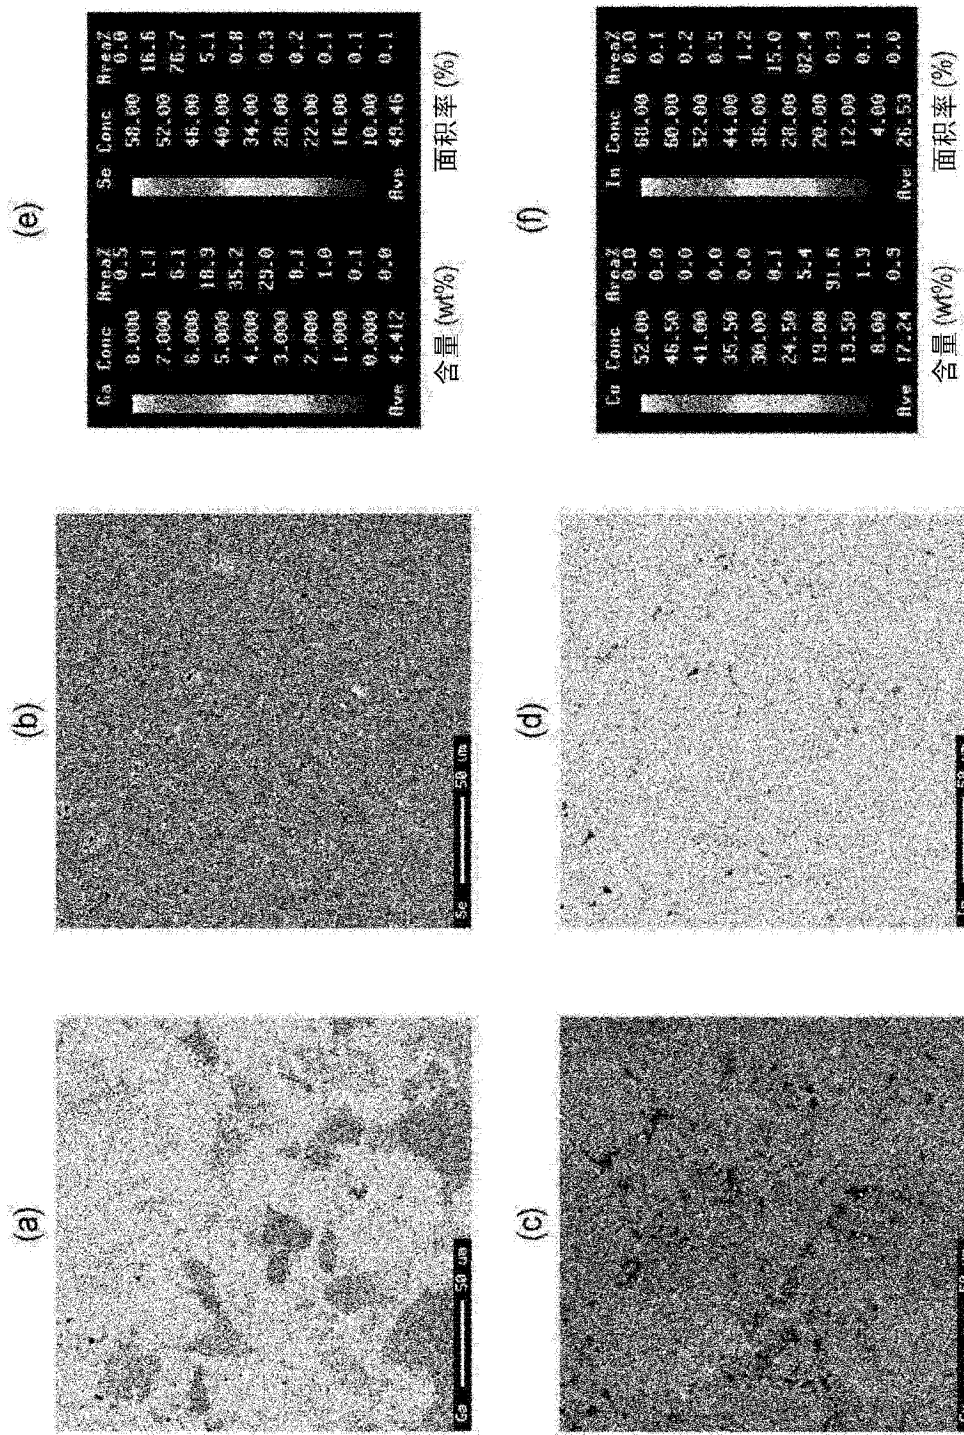 (a)
(b)
(e)
Ga 50 um
Se 50 um
Ga Conc Area% Se Conc Area%
0.5 0.0
8.000 1.1 58.00 16.6
7.000 6.1 52.00 76.7
6.000 18.9 46.00 5.1
5.000 35.2 40.00 0.8
4.000 29.0 34.00 0.3
3.000 8.1 28.00 0.2
2.000 1.0 22.00 0.1
1.000 0.1 16.00 0.1
0.000 0.0 10.00 0.1
Ave 4.412 Ave 49.46
含量 (wt%) 面积率 (%)
(c)
(d)
(f)
Cu Conc Area% In Conc Area%
0.0 0.0
52.00 0.0 68.00 0.1
46.50 0.0 60.00 0.2
41.00 0.0 52.00 0.5
35.50 0.0 44.00 1.2
30.00 0.1 36.00 15.0
24.50 5.4 28.00 82.4
19.00 91.6 20.00 0.3
13.50 1.9 12.00 0.1
8.00 0.9 4.00 0.0
Ave 17.24 Ave 26.53
含量 (wt%) 面积率 (%)